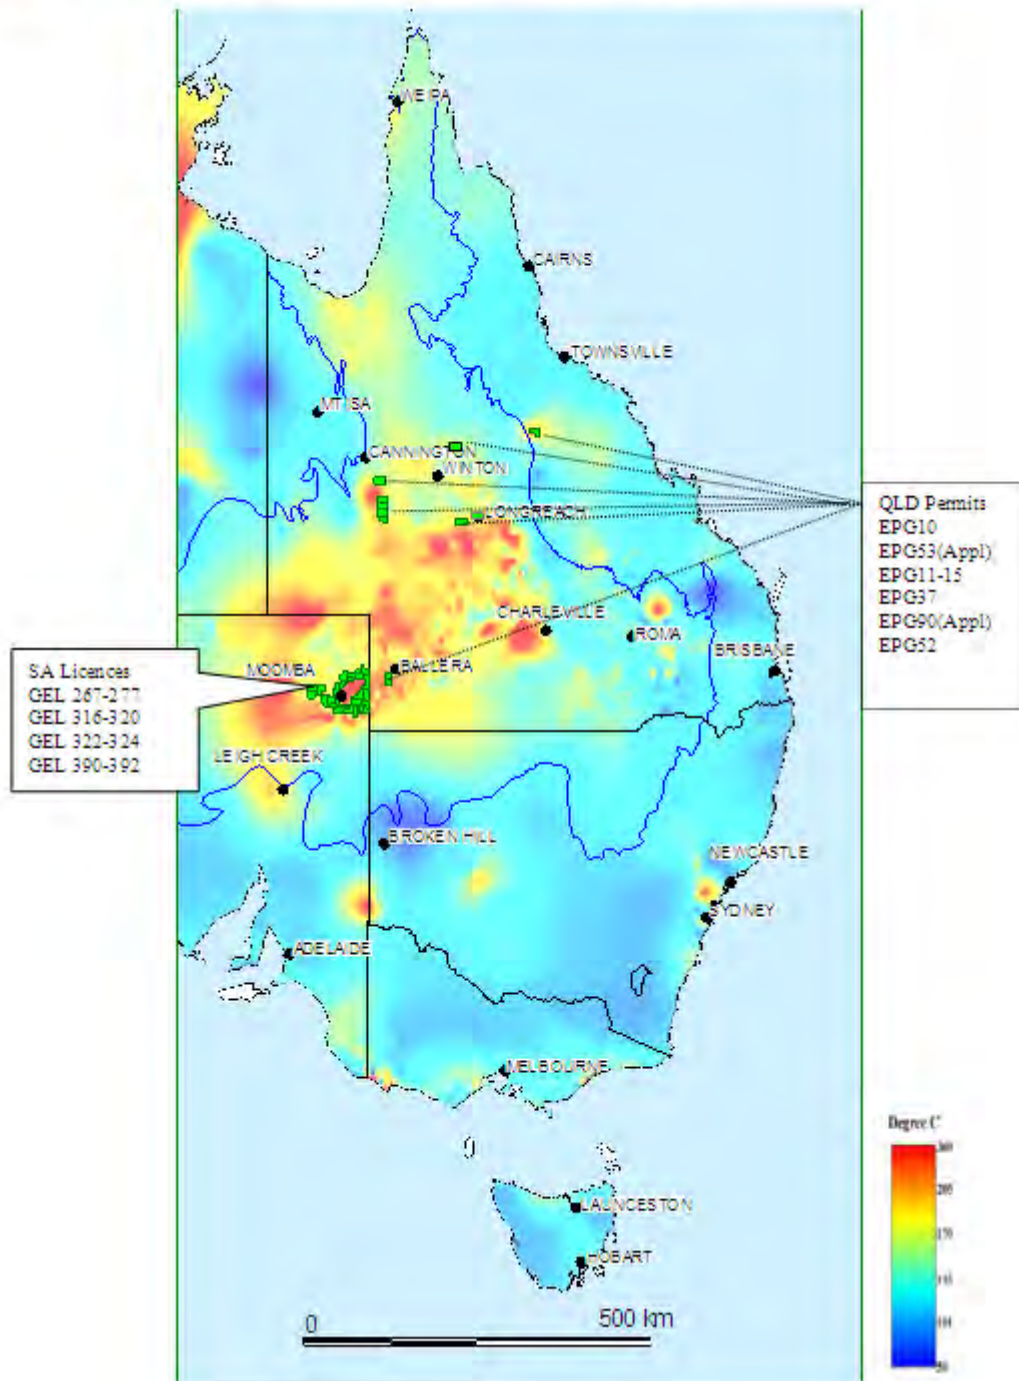 WEIPA
CAIRNS
TOWNSVILLE
MT ISA
CANNINGTON
WINTON
LONGREACH
QLD Permits
EPG10
EPG53(Appl)
EPG11-15
EPG37
EPG90(Appl)
EPG52
CHARLEVILLE
ROMA
BRISBANE
MOOMBA
BALLERA
SA Licences
GEL 267-277
GEL 316-320
GEL 322-324
GEL 390-392
LEIGH CREEK
BROKEN HILL
NEWCASTLE
SYDNEY
ADELAIDE
MELBOURNE
Degree C
LAUNCESTON
HOBART
0 500 km